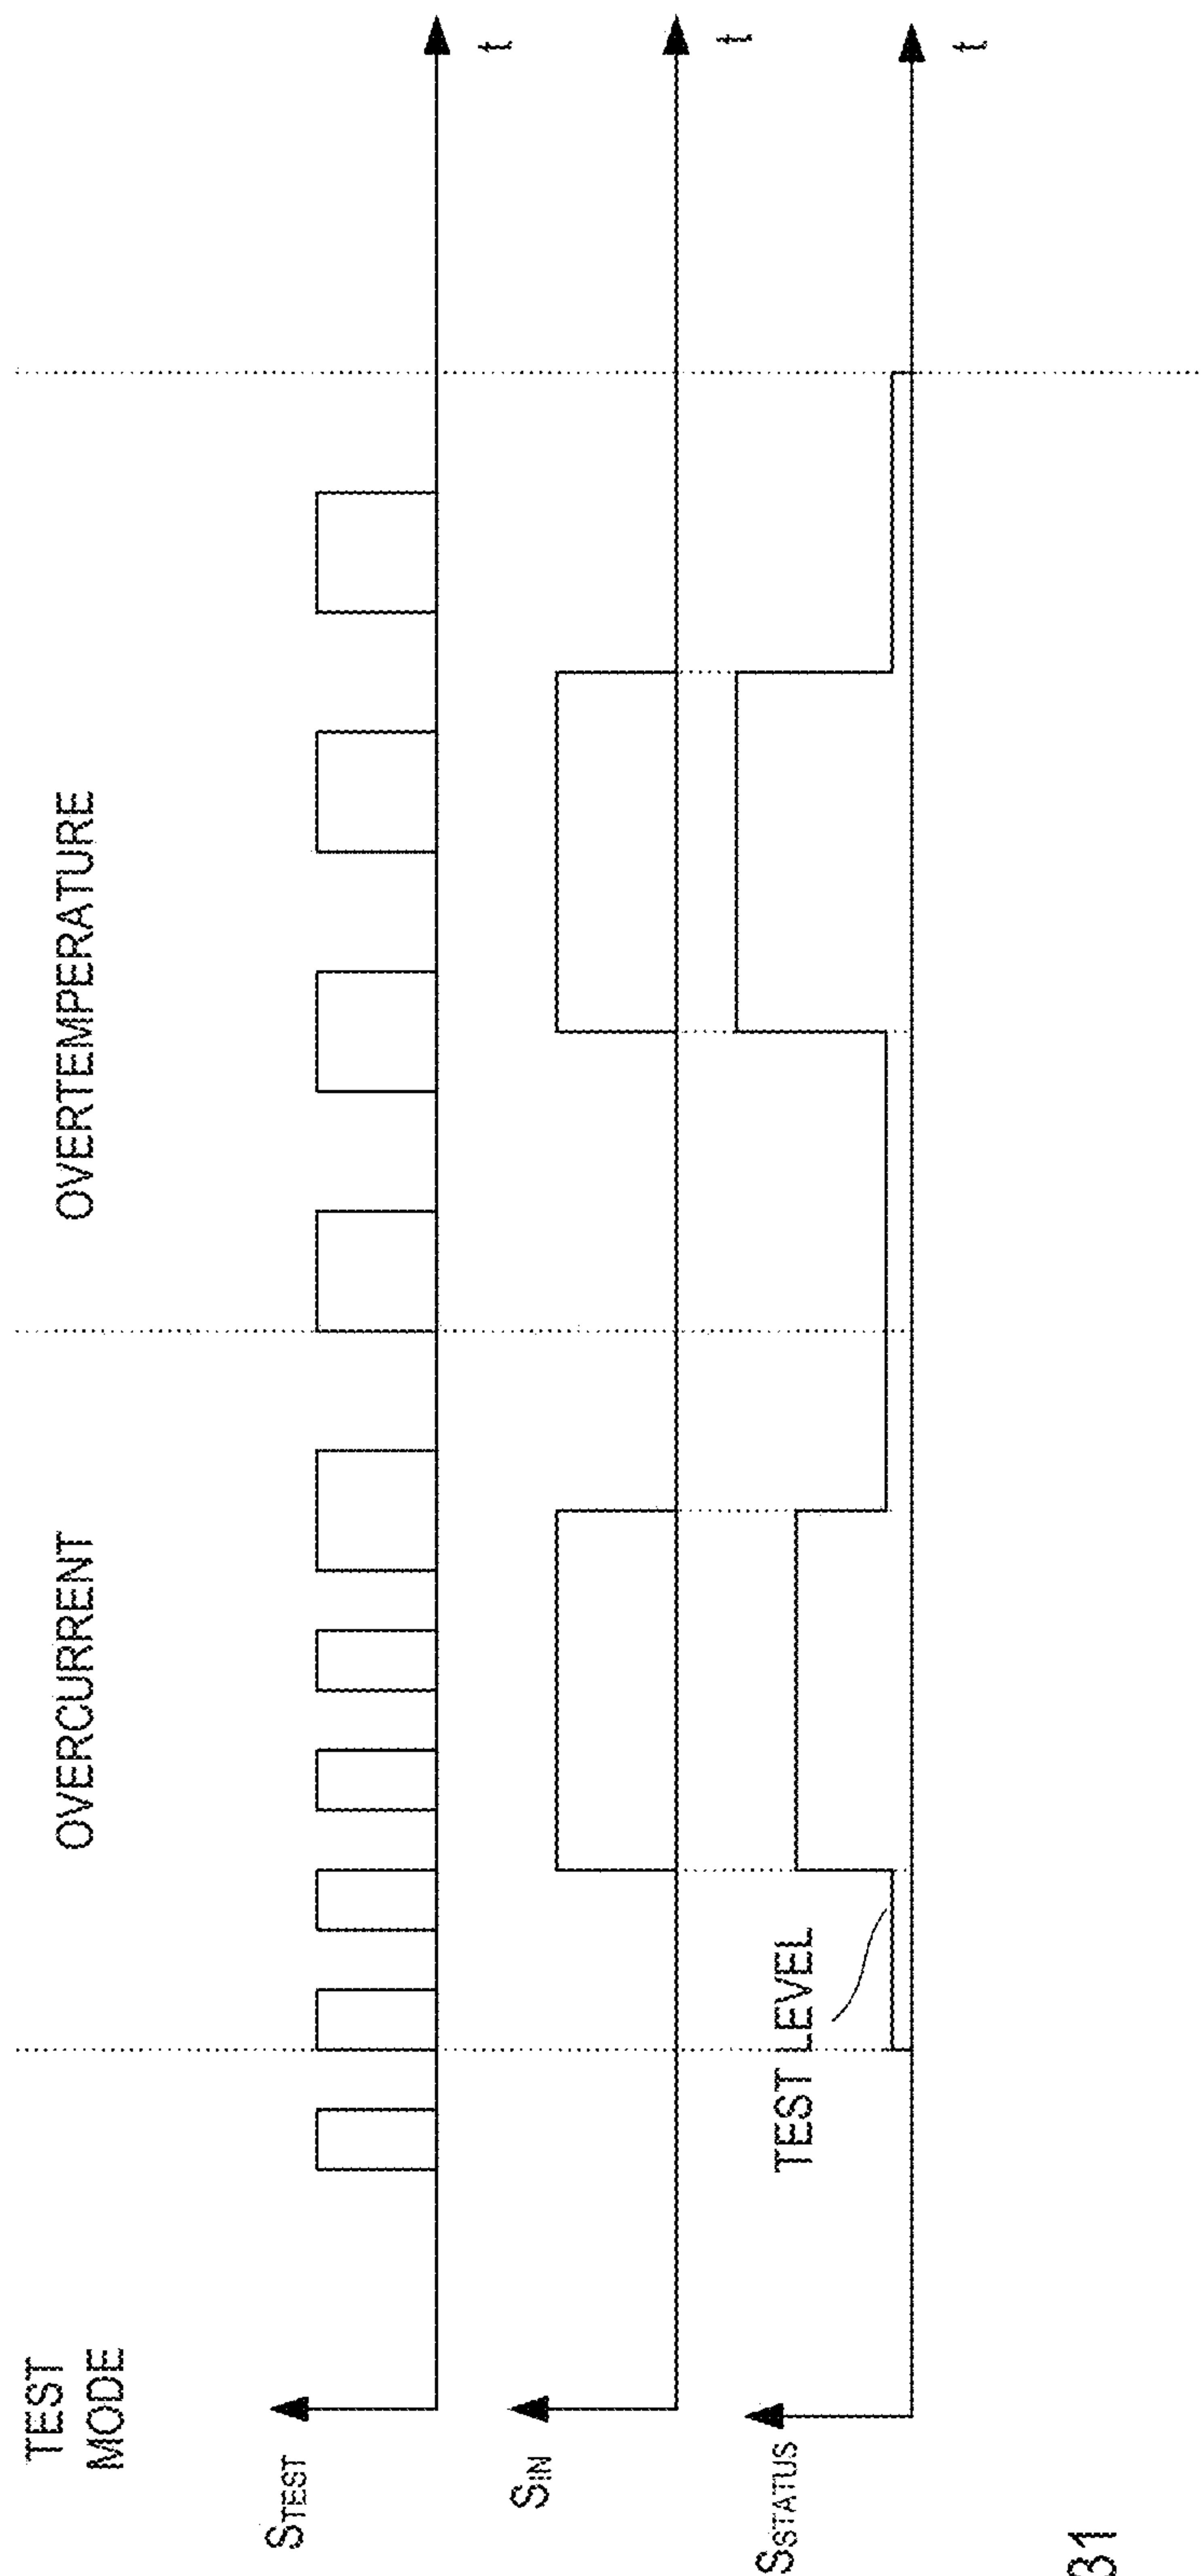 TEST
MODE
OVERCURRENT
OVERTEMPERATURE
STEST
t
SIN
t
TEST LEVEL
SSTATUS
t